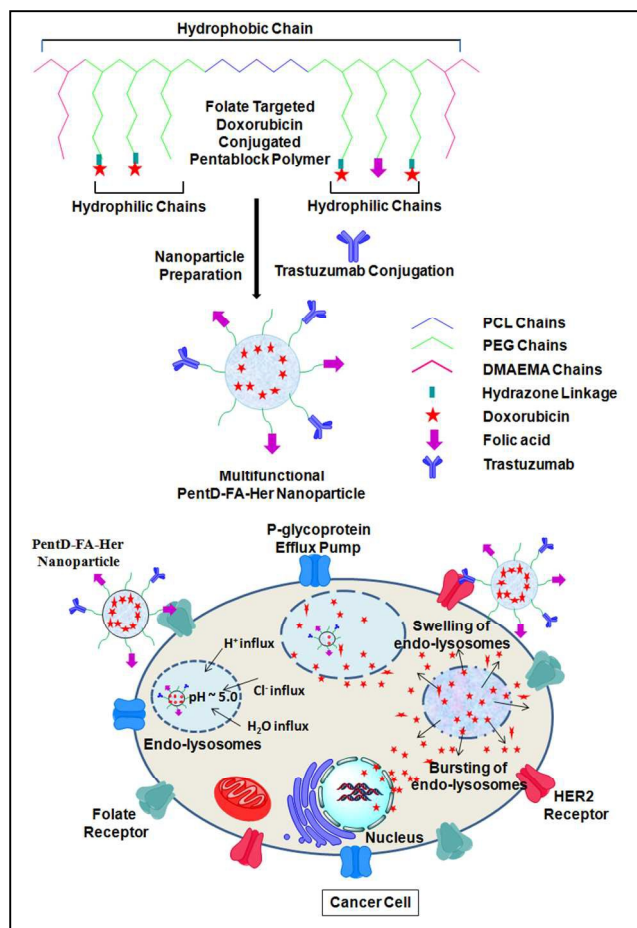 Hydrophobic Chain
Folate Targeted
Doxorubicin
Conjugated
Pentablock Polymer
Hydrophilic Chains
Hydrophilic Chains
Nanoparticle
Preparation
Trastuzumab Conjugation
PCL Chains
PEG Chains
DMAEMA Chains
Hydrazone Linkage
Doxorubicin
Folic acid
Trastuzumab
Multifunctional
PentD-FA-Her Nanoparticle
P-glycoprotein
Efflux Pump
PentD-FA-Her
Nanoparticle
Swelling of
endo-lysosomes
H⁺ influx
Cl⁻ influx
pH ~ 5.0
H₂O influx
Endo-lysosomes
Bursting of
endo-lysosomes
HER2
Receptor
Folate
Receptor
Nucleus
Cancer Cell